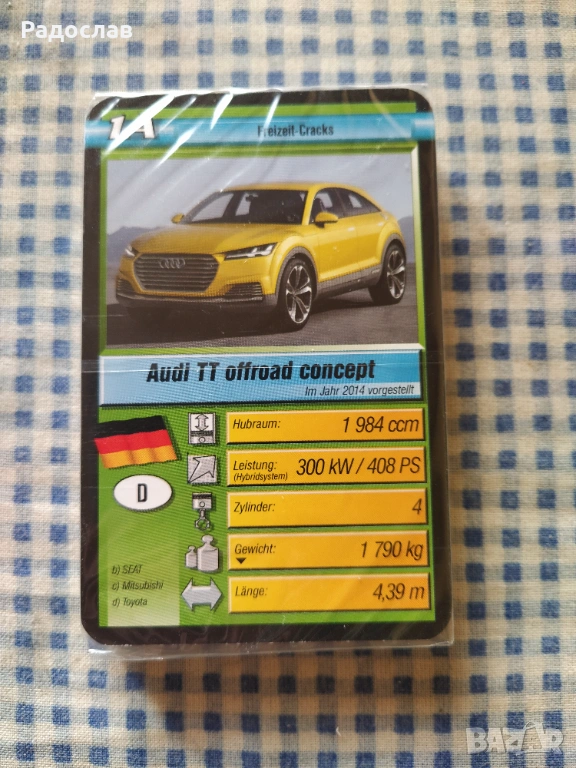 Радослав
1A
Freizeit-Cracks
Audi TT offroad concept
Im Jahr 2014 vorgestellt
Hubraum: 1 984 ccm
Leistung: 300 kW / 408 PS
(Hybridsystem)
D
Zylinder: 4
Gewicht: 1 790 kg
b) SEAT
c) Mitsubishi
d) Toyota
Länge: 4,39 m
BAZAR